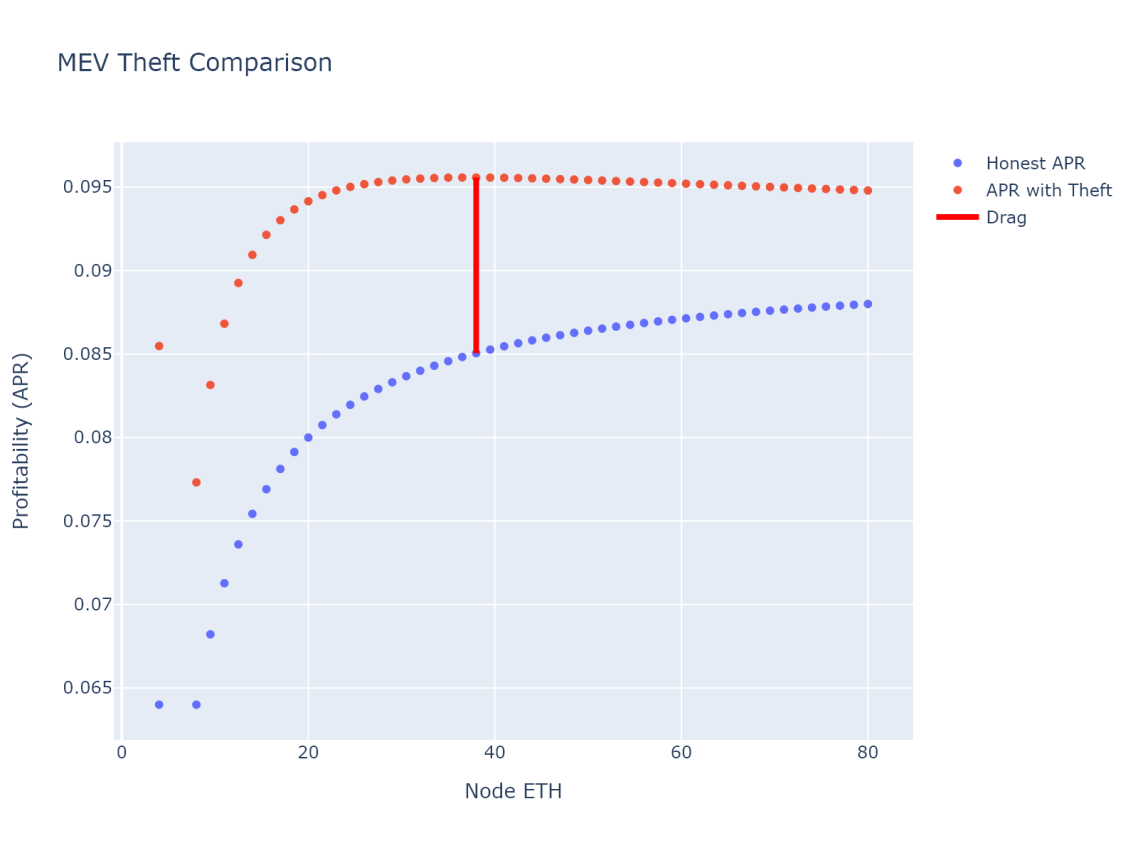 MEV Theft Comparison
Honest APR
APR with Theft
Drag
Profitability (APR)
0.095
0.09
0.085
0.08
0.075
0.07
0.065
0
20
40
60
80
Node ETH